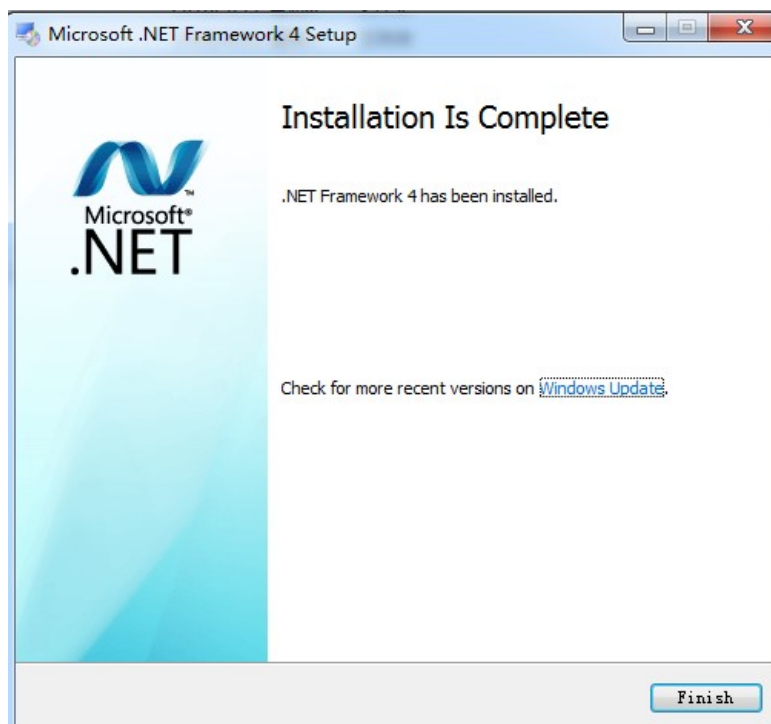 Microsoft .NET Framework 4 Setup
Installation Is Complete
.NET Framework 4 has been installed.
Microsoft®
.NET
Check for more recent versions on Windows Update.
Finish